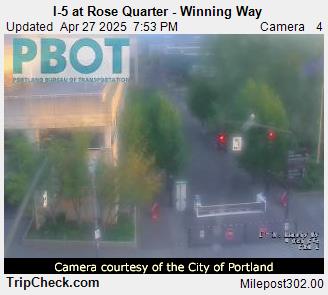 I-5 at Rose Quarter - Winning Way
Updated Apr 27 2025 7:53 PM Camera 4
PBOT
PORTLAND BUREAU OF TRANSPORTATION
Camera courtesy of the City of Portland
TripCheck.com Milepost302.00